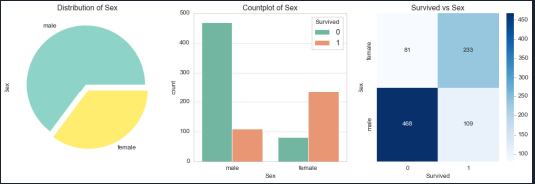 Distribution of Sex
male
female
Sex
Countplot of Sex
Survived
0
1
500
400
300
200
100
0
count
male
female
Sex
Survived vs Sex
female
male
Sex
81
233
468
109
0
1
Survived
450
400
350
300
250
200
150
100